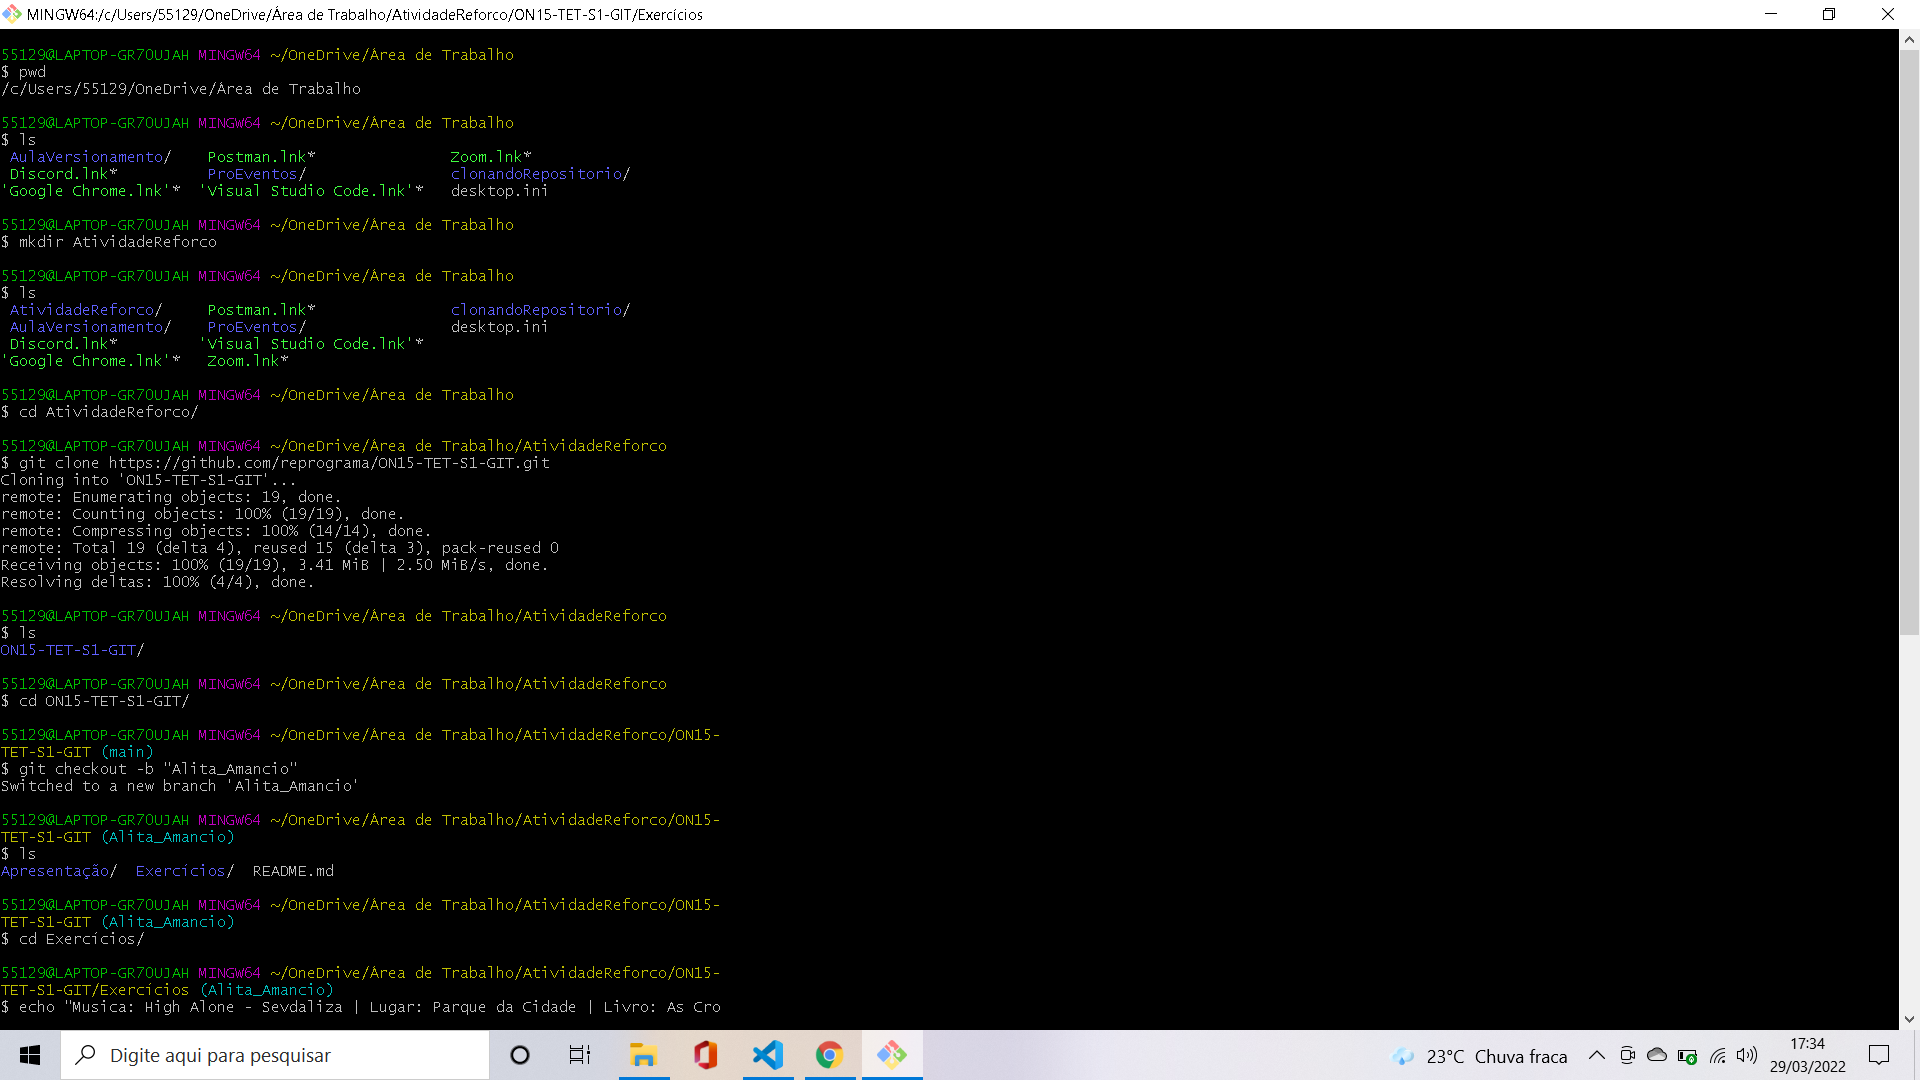 MINGW64:/c/Users/55129/OneDrive/Área de Trabalho/AtividadeReforco/ON15-TET-S1-GIT/Exercícios
55129@LAPTOP-GR7OUJAH MINGW64 ~/OneDrive/Área de Trabalho
$ pwd
/c/Users/55129/OneDrive/Área de Trabalho
55129@LAPTOP-GR7OUJAH MINGW64 ~/OneDrive/Área de Trabalho
$ ls
AulaVersionamento/ Postman.lnk* Zoom.lnk*
Discord.lnk* ProEventos/ clonandoRepositorio/
'Google Chrome.lnk'* 'Visual Studio Code.lnk'* desktop.ini
55129@LAPTOP-GR7OUJAH MINGW64 ~/OneDrive/Área de Trabalho
$ mkdir AtividadeReforco
55129@LAPTOP-GR7OUJAH MINGW64 ~/OneDrive/Área de Trabalho
$ ls
AtividadeReforco/ Postman.lnk* clonandoRepositorio/
AulaVersionamento/ ProEventos/ desktop.ini
Discord.lnk* 'Visual Studio Code.lnk'*
'Google Chrome.lnk'* Zoom.lnk*
55129@LAPTOP-GR7OUJAH MINGW64 ~/OneDrive/Área de Trabalho
$ cd AtividadeReforco/
55129@LAPTOP-GR7OUJAH MINGW64 ~/OneDrive/Área de Trabalho/AtividadeReforco
$ git clone https://github.com/reprograma/ON15-TET-S1-GIT.git
Cloning into 'ON15-TET-S1-GIT'...
remote: Enumerating objects: 19, done.
remote: Counting objects: 100% (19/19), done.
remote: Compressing objects: 100% (14/14), done.
remote: Total 19 (delta 4), reused 15 (delta 3), pack-reused 0
Receiving objects: 100% (19/19), 3.41 MiB | 2.50 MiB/s, done.
Resolving deltas: 100% (4/4), done.
55129@LAPTOP-GR7OUJAH MINGW64 ~/OneDrive/Área de Trabalho/AtividadeReforco
$ ls
ON15-TET-S1-GIT/
55129@LAPTOP-GR7OUJAH MINGW64 ~/OneDrive/Área de Trabalho/AtividadeReforco
$ cd ON15-TET-S1-GIT/
55129@LAPTOP-GR7OUJAH MINGW64 ~/OneDrive/Área de Trabalho/AtividadeReforco/ON15-
TET-S1-GIT (main)
$ git checkout -b "Alita_Amancio"
Switched to a new branch 'Alita_Amancio'
55129@LAPTOP-GR7OUJAH MINGW64 ~/OneDrive/Área de Trabalho/AtividadeReforco/ON15-
TET-S1-GIT (Alita_Amancio)
$ ls
Apresentação/ Exercícios/ README.md
55129@LAPTOP-GR7OUJAH MINGW64 ~/OneDrive/Área de Trabalho/AtividadeReforco/ON15-
TET-S1-GIT (Alita_Amancio)
$ cd Exercícios/
55129@LAPTOP-GR7OUJAH MINGW64 ~/OneDrive/Área de Trabalho/AtividadeReforco/ON15-
TET-S1-GIT/Exercícios (Alita_Amancio)
$ echo "Musica: High Alone - Sevdaliza | Lugar: Parque da Cidade | Livro: As Cro
Digite aqui para pesquisar
23°C Chuva fraca
17:34
29/03/2022